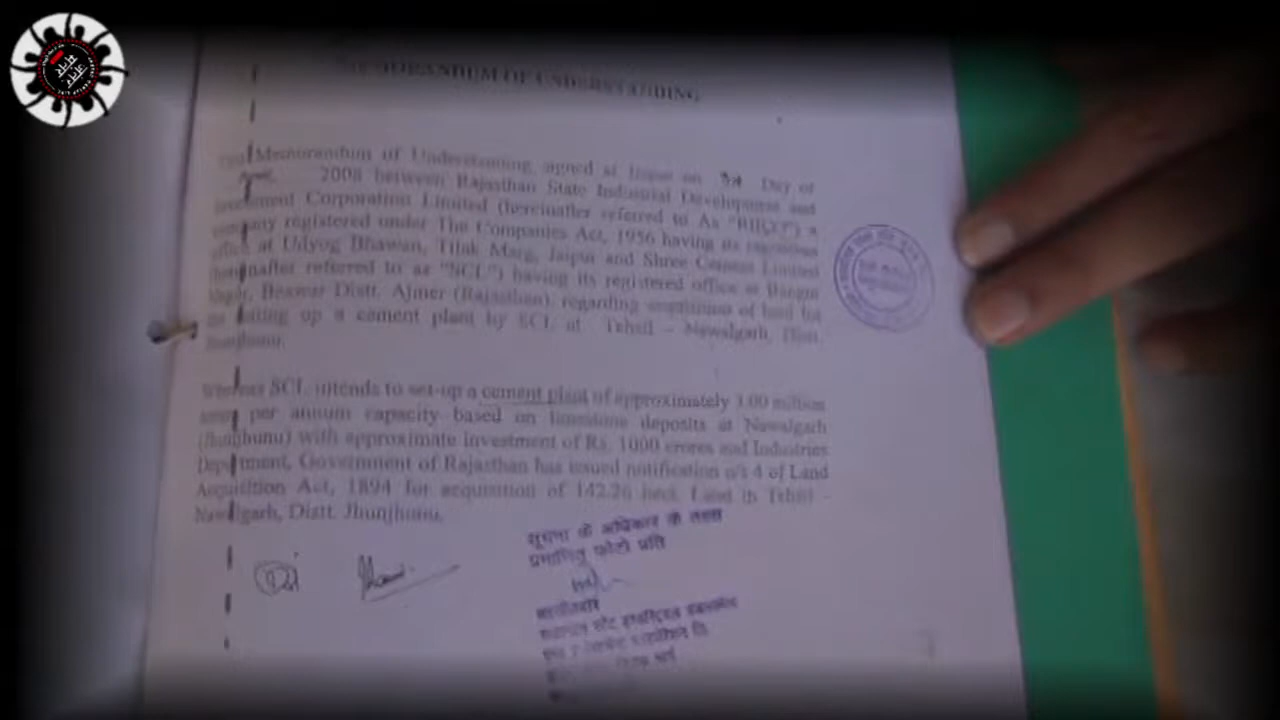 MEMORANDUM OF UNDERSTANDING
Memorandum of Understanding signed at Jaipur on Day of
April, 2008 between Rajasthan State Industrial Development and
Investment Corporation Limited (hereinafter referred to As "RIICO") a
company registered under The Companies Act, 1956 having its registered
office at Udyog Bhawan, Tilak Marg, Jaipur and Shree Cement Limited
(hereinafter referred to as "SCL") having its registered office at Bangur
Nagar, Beawar Distt. Ajmer (Rajasthan), regarding acquisition of land for
setting up a cement plant by SCL at Tehsil - Nawalgarh, Distt.
Jhunjhunu.
Whereas SCL intends to set-up a cement plant of approximately 3.00 million
per annum capacity based on limestone deposits at Nawalgarh
(Jhunjhunu) with approximate investment of Rs. 1000 crores and Industries
Department, Government of Rajasthan has issued notification u/s 4 of Land
Acquisition Act, 1894 for acquisition of 142.26 hect. Land in Tehsil -
Nawalgarh, Distt. Jhunjhunu.
सूचना के अधिकार के तहत
प्रमाणित फोटो प्रति